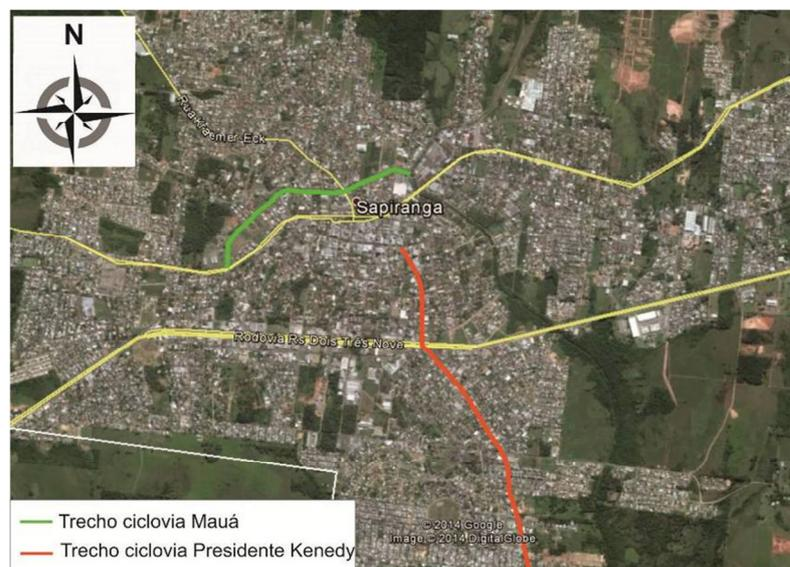 N
Rua Kraemer-Eck
Sapiranga
Rodovia Rs Dois Três Nova
Trecho ciclovia Mauá
Trecho ciclovia Presidente Kenedy
© 2014 Google
Image © 2014 DigitalGlobe